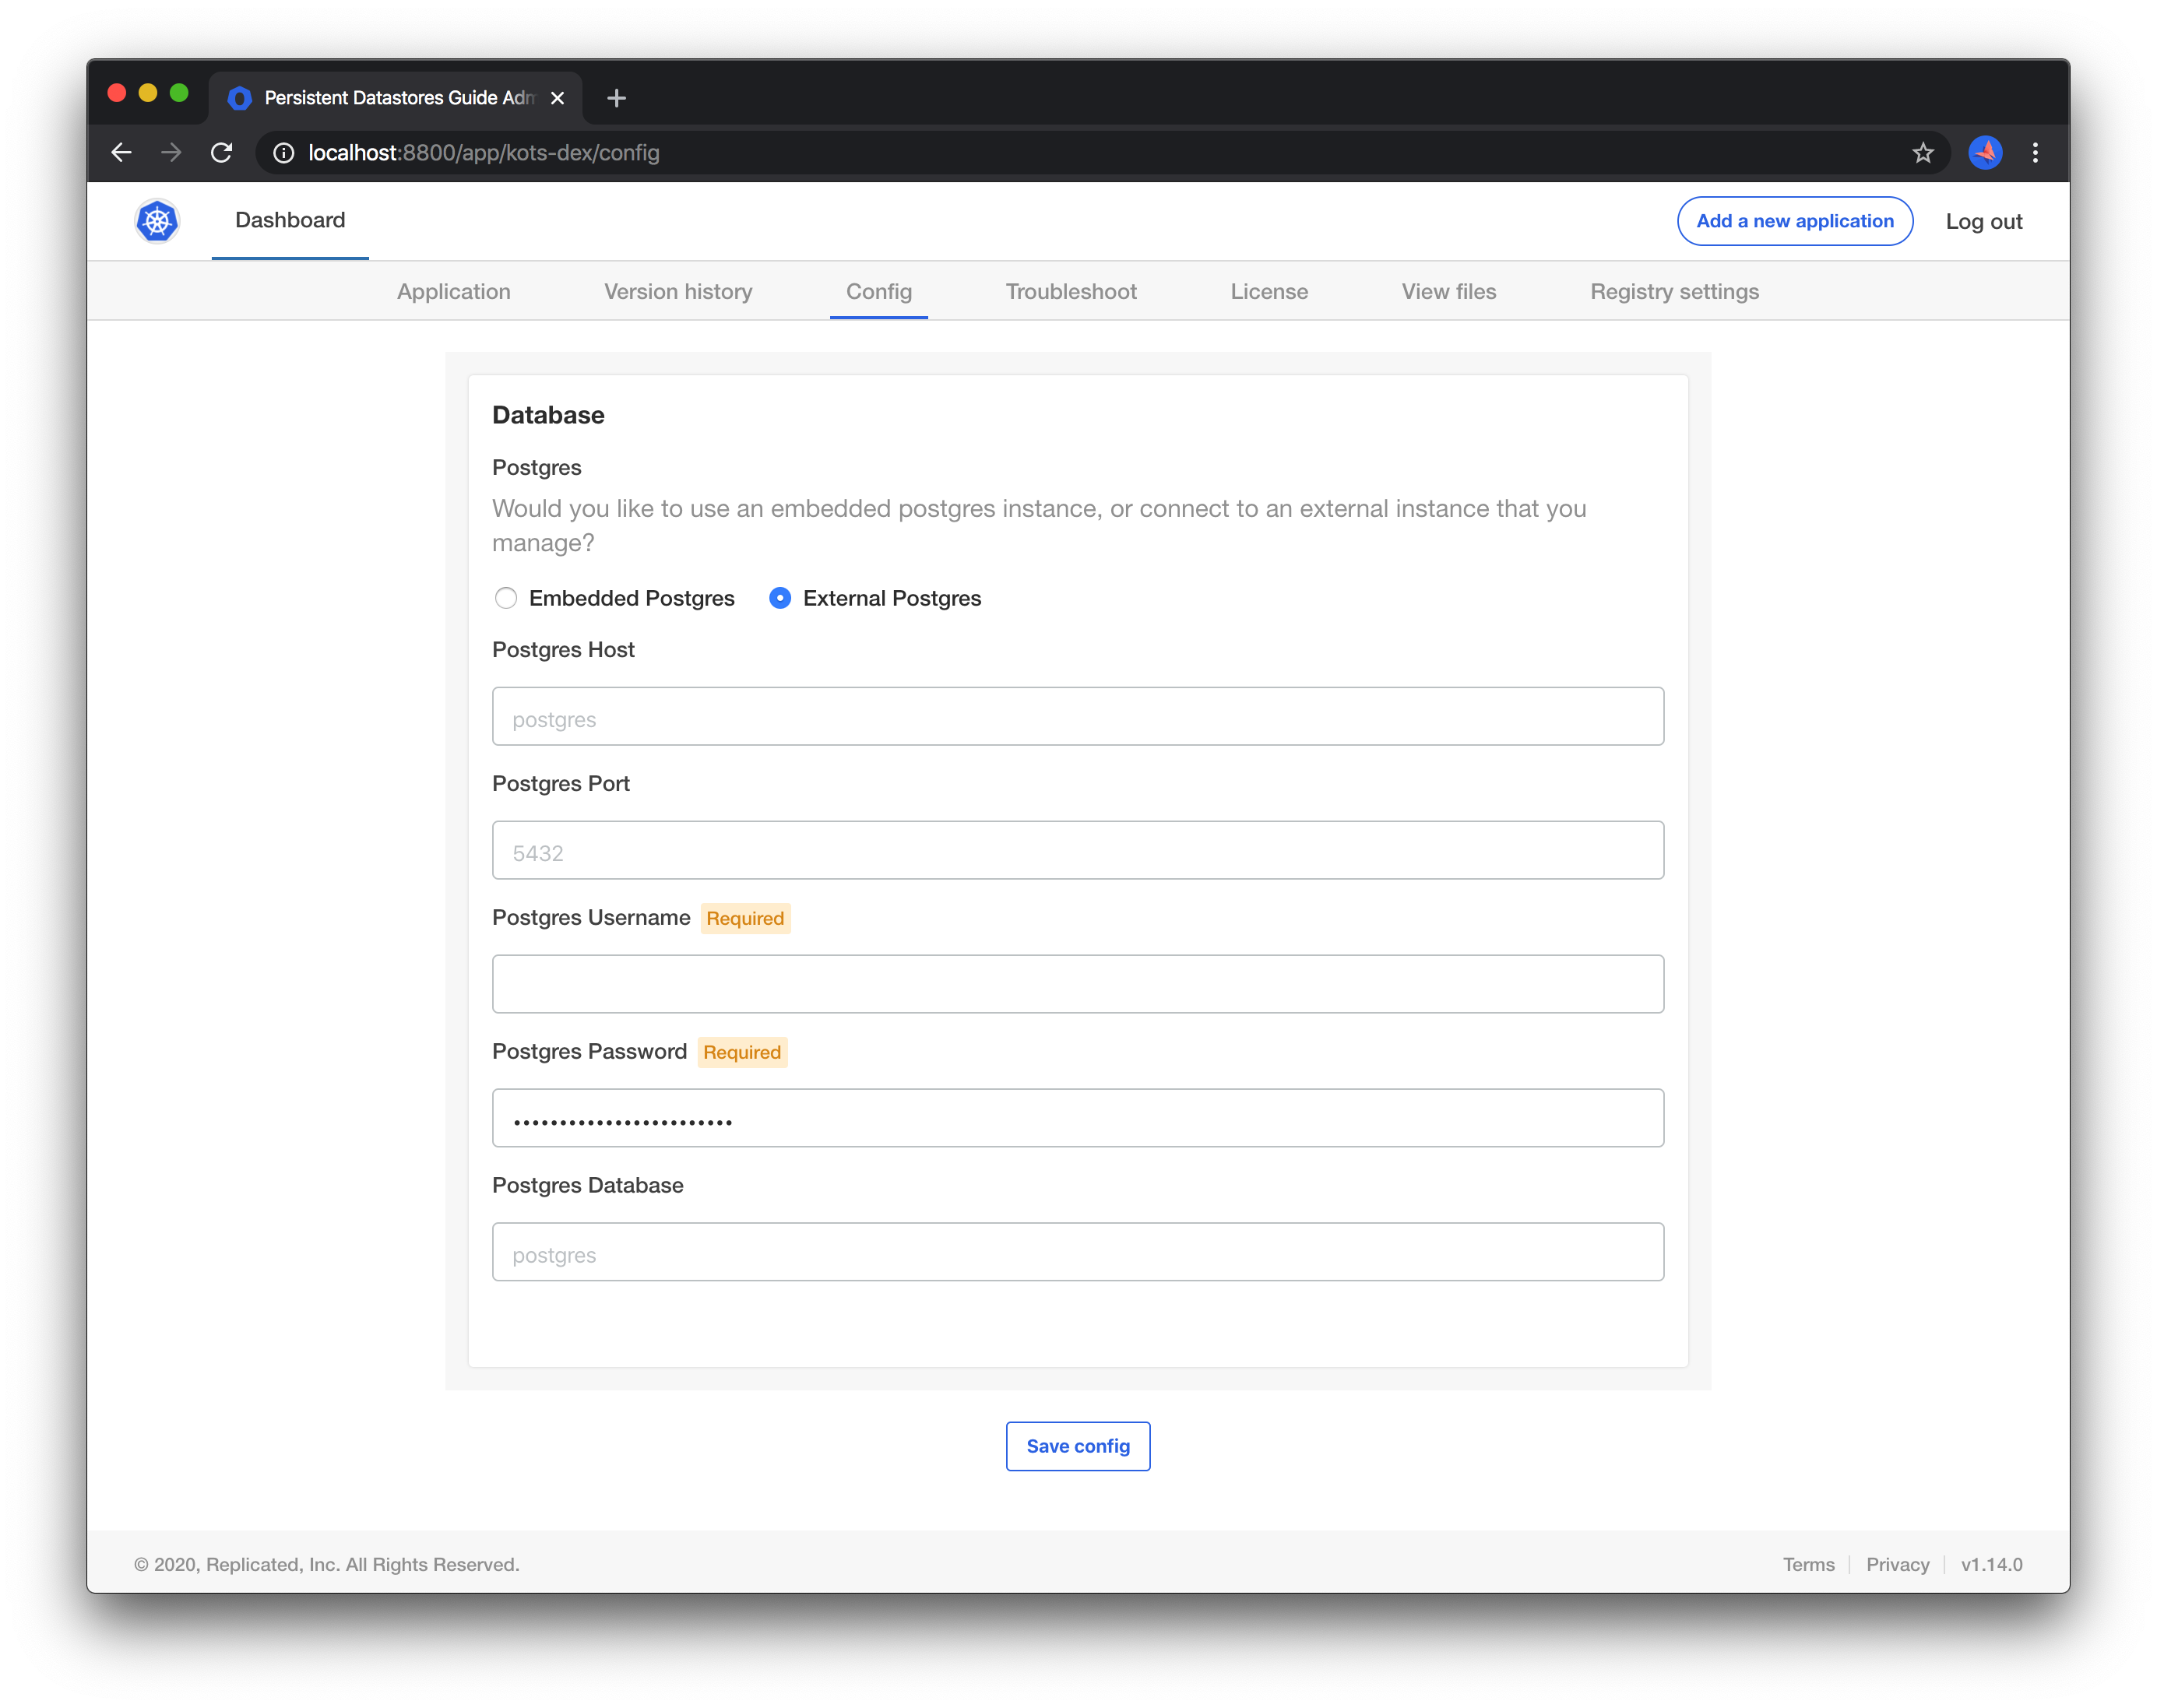 Persistent Datastores Guide Adm
localhost:8800/app/kots-dex/config
Dashboard
Add a new application
Log out
Application
Version history
Config
Troubleshoot
License
View files
Registry settings
Database
Postgres
Would you like to use an embedded postgres instance, or connect to an external instance that you
manage?
Embedded Postgres
External Postgres
Postgres Host
postgres
Postgres Port
5432
Postgres Username Required
Postgres Password Required
••••••••••••••••••••••••
Postgres Database
postgres
Save config
© 2020, Replicated, Inc. All Rights Reserved.
Terms
Privacy
v1.14.0